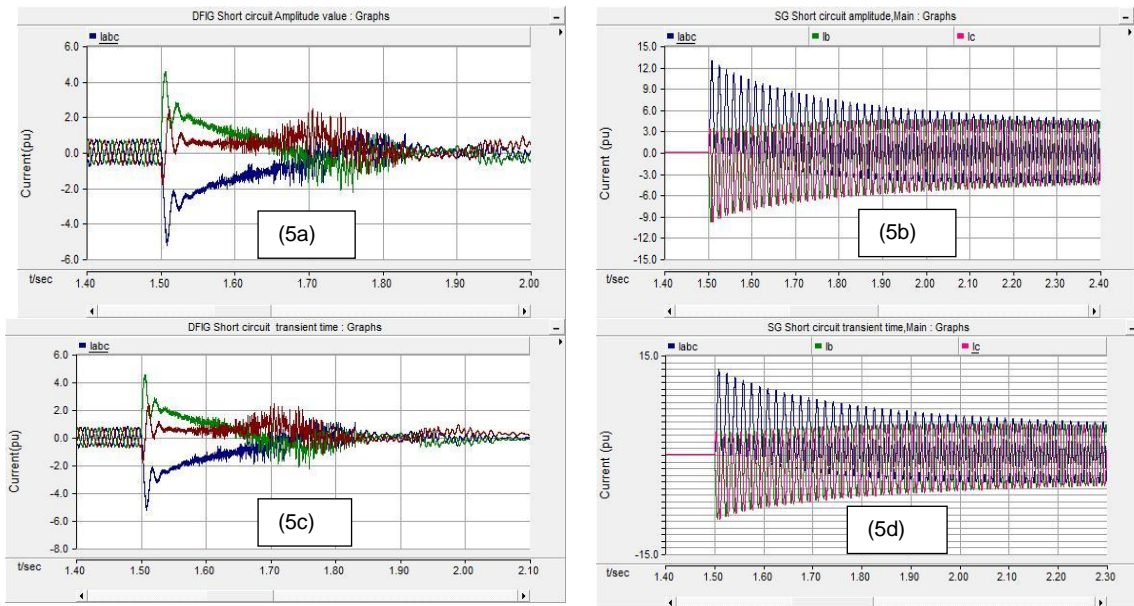 DFIG Short circuit Amplitude value : Graphs
Iabc
6.0
4.0
2.0
0.0
-2.0
-4.0
-6.0
Current(pu)
(5a)
t/sec 1.40 1.50 1.60 1.70 1.80 1.90 2.00
SG Short circuit amplitude,Main : Graphs
Iabc Ib Ic
15.0
12.0
9.0
6.0
3.0
0.0
-3.0
-6.0
-9.0
-12.0
-15.0
Current (pu)
(5b)
t/sec 1.40 1.50 1.60 1.70 1.80 1.90 2.00 2.10 2.20 2.30 2.40
DFIG Short circuit transient time : Graphs
Iabc
6.0
4.0
2.0
0.0
-2.0
-4.0
-6.0
-8.0
Current(pu)
(5c)
t/sec 1.40 1.50 1.60 1.70 1.80 1.90 2.00 2.10
SG Short circuit transient time,Main : Graphs
Iabc Ib Ic
15.0
-15.0
Current (pu)
(5d)
t/sec 1.40 1.50 1.60 1.70 1.80 1.90 2.00 2.10 2.20 2.30